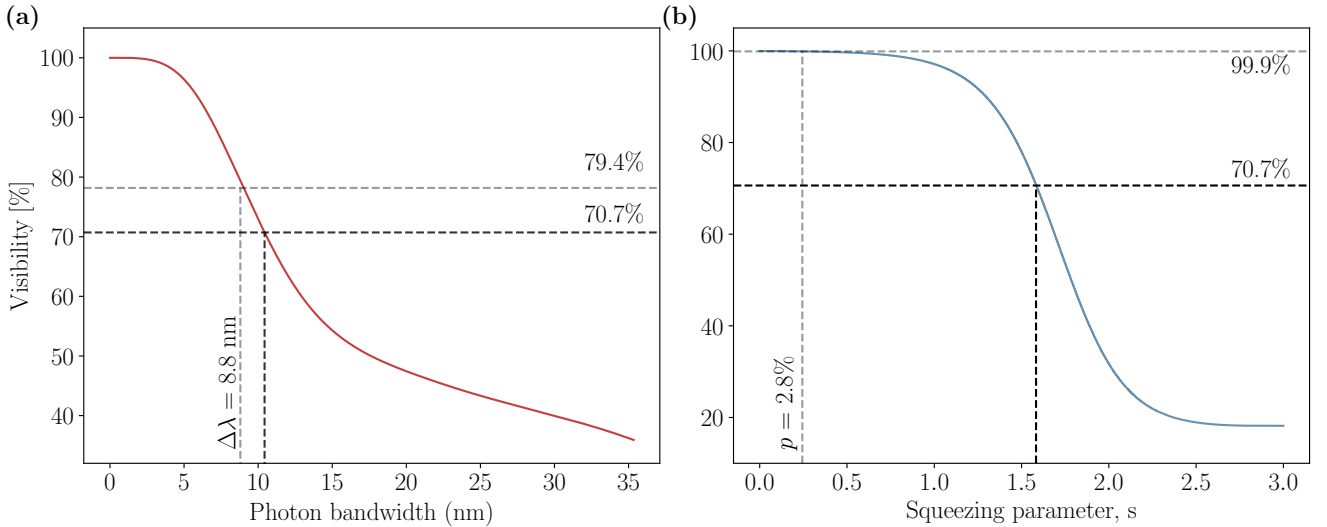 (a)
100
90
80
70
60
50
40
Visibility [%]
79.4%
70.7%
Δλ = 8.8 nm
0 5 10 15 20 25 30 35
Photon bandwidth (nm)
(b)
100
80
60
40
20
99.9%
70.7%
p = 2.8%
0.0 0.5 1.0 1.5 2.0 2.5 3.0
Squeezing parameter, s